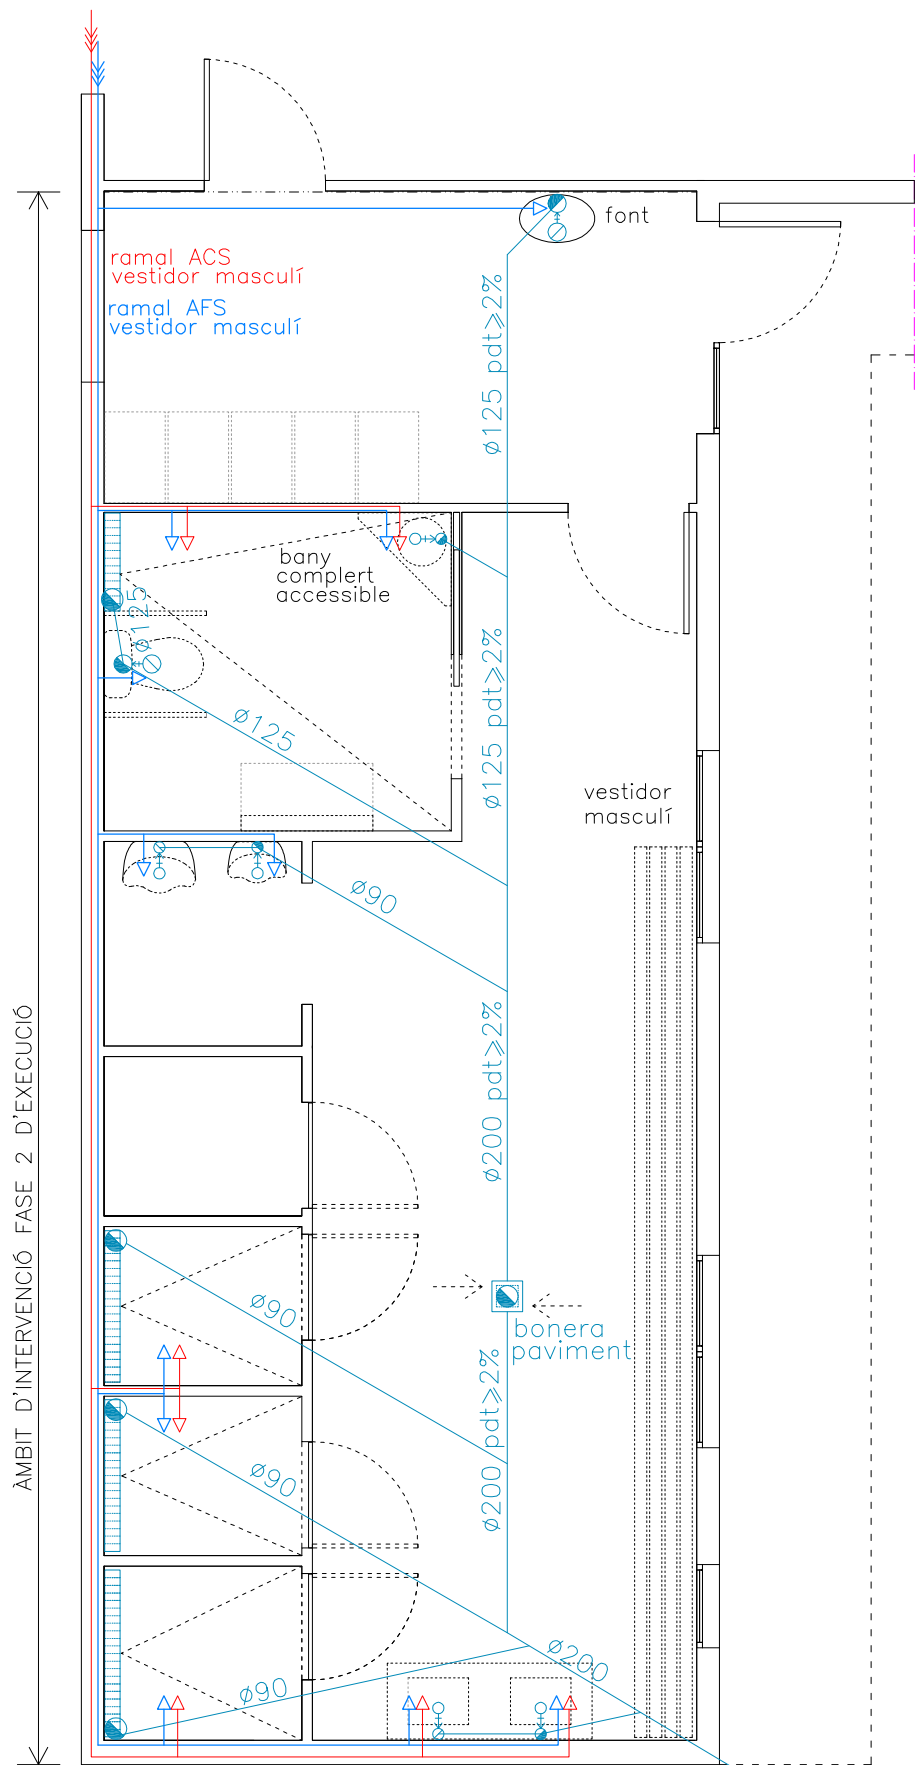 font
ramal ACS
vestidor masculí
ramal AFS
vestidor masculí
ø125 pdt≥2%
bany
complert
accessible
ø125
ø125
ø125 pdt≥2%
vestidor
masculí
ø90
ÀMBIT D'INTERVENCIÓ FASE 2 D'EXECUCIÓ
ø200 pdt≥2%
ø90
bonera
paviment
ø200 pdt≥2%
ø90
ø200
ø90